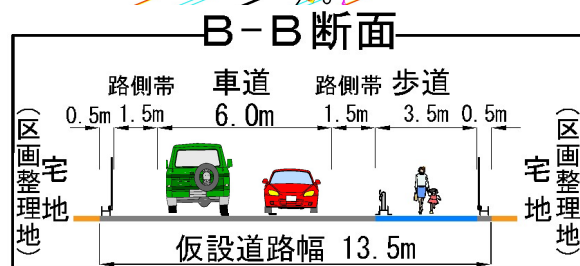 B-B断面
路側帯 車道 路側帯 歩道
0.5m 1.5m 6.0m 1.5m 3.5m 0.5m
(区画整理地)
宅地
宅地
(区画整理地)
仮設道路幅 13.5m